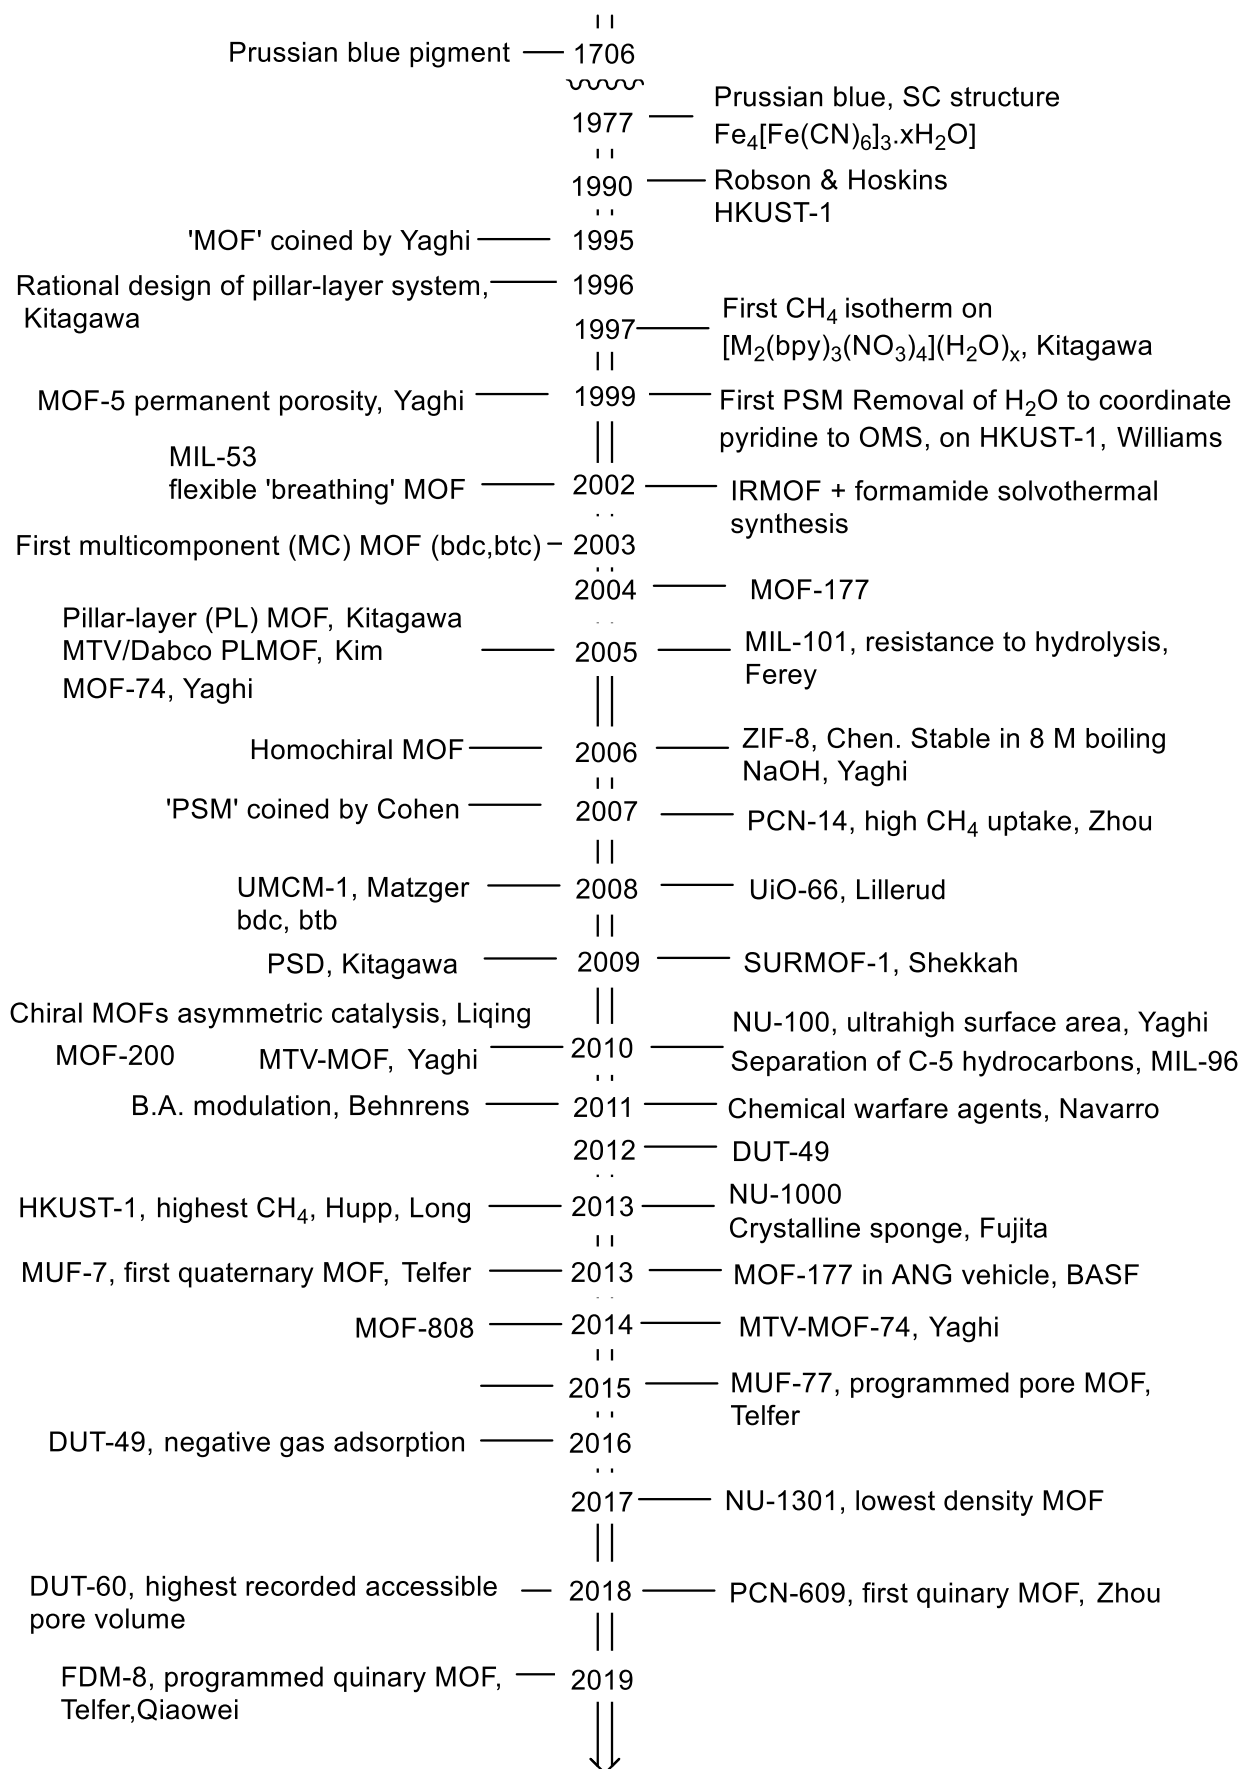 Prussian blue pigment
1706
1977
Prussian blue, SC structure
Fe₄[Fe(CN)₆]₃.xH₂O]
1990
Robson & Hoskins
HKUST-1
'MOF' coined by Yaghi
1995
Rational design of pillar-layer system,
Kitagawa
1996
1997
First CH₄ isotherm on
[M₂(bpy)₃(NO₃)₄](H₂O)ₓ, Kitagawa
MOF-5 permanent porosity, Yaghi
1999
First PSM Removal of H₂O to coordinate
pyridine to OMS, on HKUST-1, Williams
MIL-53
flexible 'breathing' MOF
2002
IRMOF + formamide solvothermal
synthesis
First multicomponent (MC) MOF (bdc,btc)
2003
2004
MOF-177
Pillar-layer (PL) MOF, Kitagawa
MTV/Dabco PLMOF, Kim
MOF-74, Yaghi
2005
MIL-101, resistance to hydrolysis,
Ferey
Homochiral MOF
2006
ZIF-8, Chen. Stable in 8 M boiling
NaOH, Yaghi
'PSM' coined by Cohen
2007
PCN-14, high CH₄ uptake, Zhou
UMCM-1, Matzger
bdc, btb
2008
UiO-66, Lillerud
PSD, Kitagawa
2009
SURMOF-1, Shekkah
Chiral MOFs asymmetric catalysis, Liqing
MOF-200 MTV-MOF, Yaghi
2010
NU-100, ultrahigh surface area, Yaghi
Separation of C-5 hydrocarbons, MIL-96
B.A. modulation, Behnrens
2011
Chemical warfare agents, Navarro
2012
DUT-49
HKUST-1, highest CH₄, Hupp, Long
2013
NU-1000
Crystalline sponge, Fujita
MUF-7, first quaternary MOF, Telfer
2013
MOF-177 in ANG vehicle, BASF
MOF-808
2014
MTV-MOF-74, Yaghi
2015
MUF-77, programmed pore MOF,
Telfer
DUT-49, negative gas adsorption
2016
2017
NU-1301, lowest density MOF
DUT-60, highest recorded accessible
pore volume
2018
PCN-609, first quinary MOF, Zhou
FDM-8, programmed quinary MOF,
Telfer,Qiaowei
2019